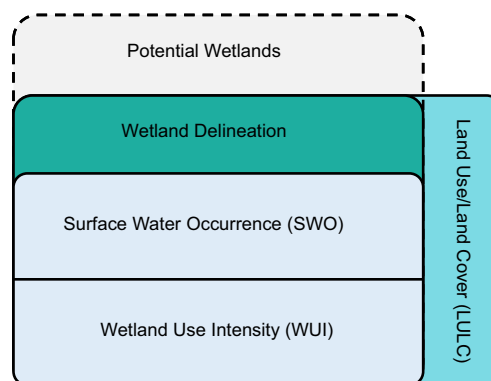 Potential Wetlands
Wetland Delineation
Surface Water Occurrence (SWO)
Wetland Use Intensity (WUI)
Land Use/Land Cover (LULC)